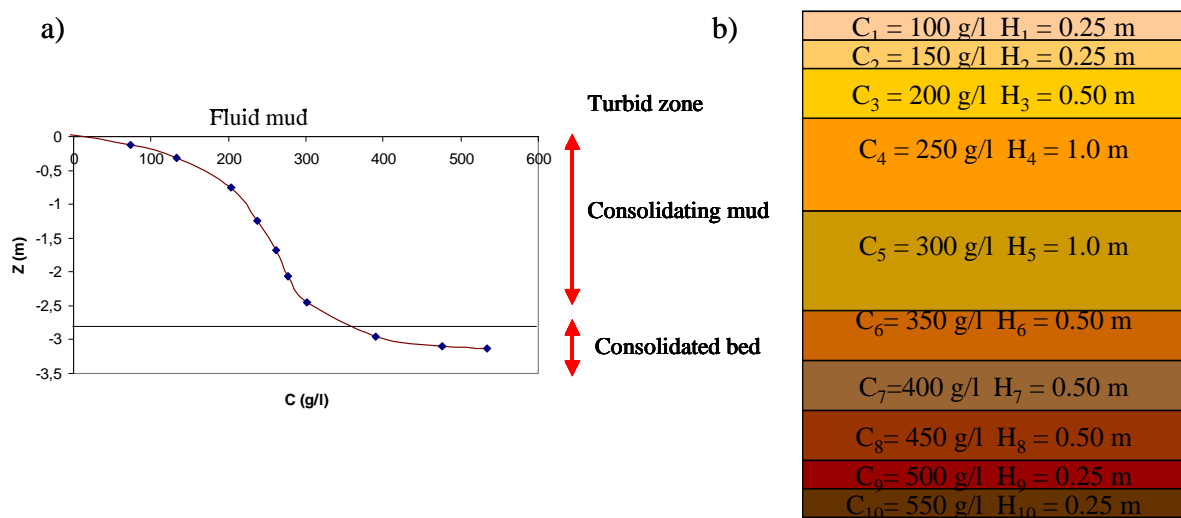 a)
Fluid mud
0 100 200 300 400 500 600
0
-0,5
-1
-1,5
-2
-2,5
-3
-3,5
Z (m)
C (g/l)
Turbid zone
Consolidating mud
Consolidated bed
b)
C₁ = 100 g/l H₁ = 0.25 m
C₂ = 150 g/l H₂ = 0.25 m
C₃ = 200 g/l H₃ = 0.50 m
C₄ = 250 g/l H₄ = 1.0 m
C₅ = 300 g/l H₅ = 1.0 m
C₆= 350 g/l H₆ = 0.50 m
C₇=400 g/l H₇ = 0.50 m
C₈= 450 g/l H₈ = 0.50 m
C₉= 500 g/l H₉ = 0.25 m
C₁₀= 550 g/l H₁₀ = 0.25 m